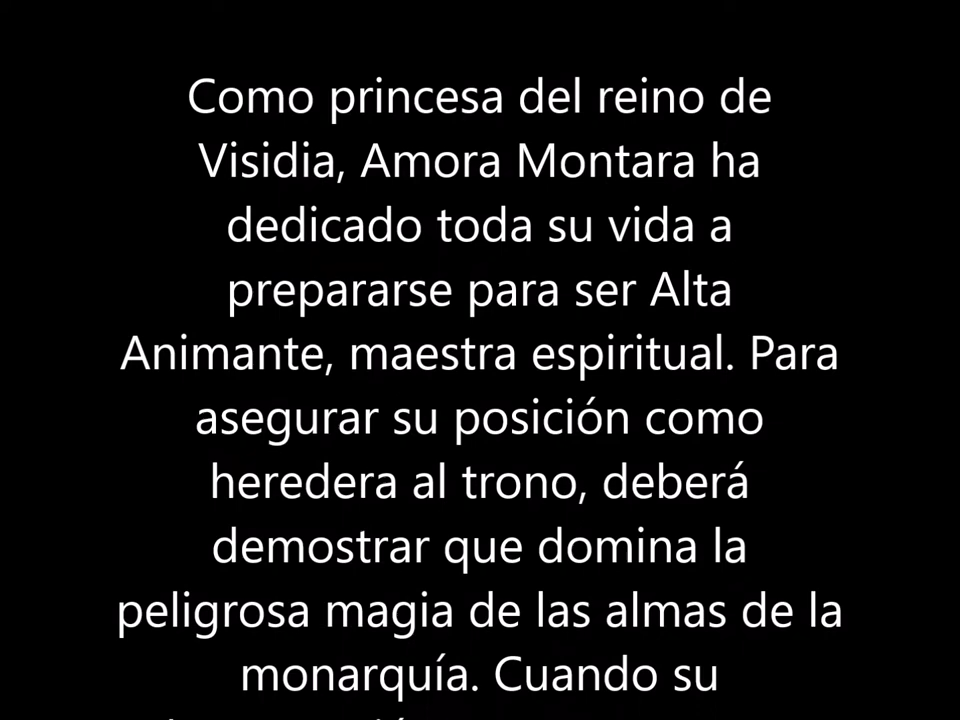 Como princesa del reino de
Visidia, Amora Montara ha
dedicado toda su vida a
prepararse para ser Alta
Animante, maestra espiritual. Para
asegurar su posición como
heredera al trono, deberá
demostrar que domina la
peligrosa magia de las almas de la
monarquía. Cuando su